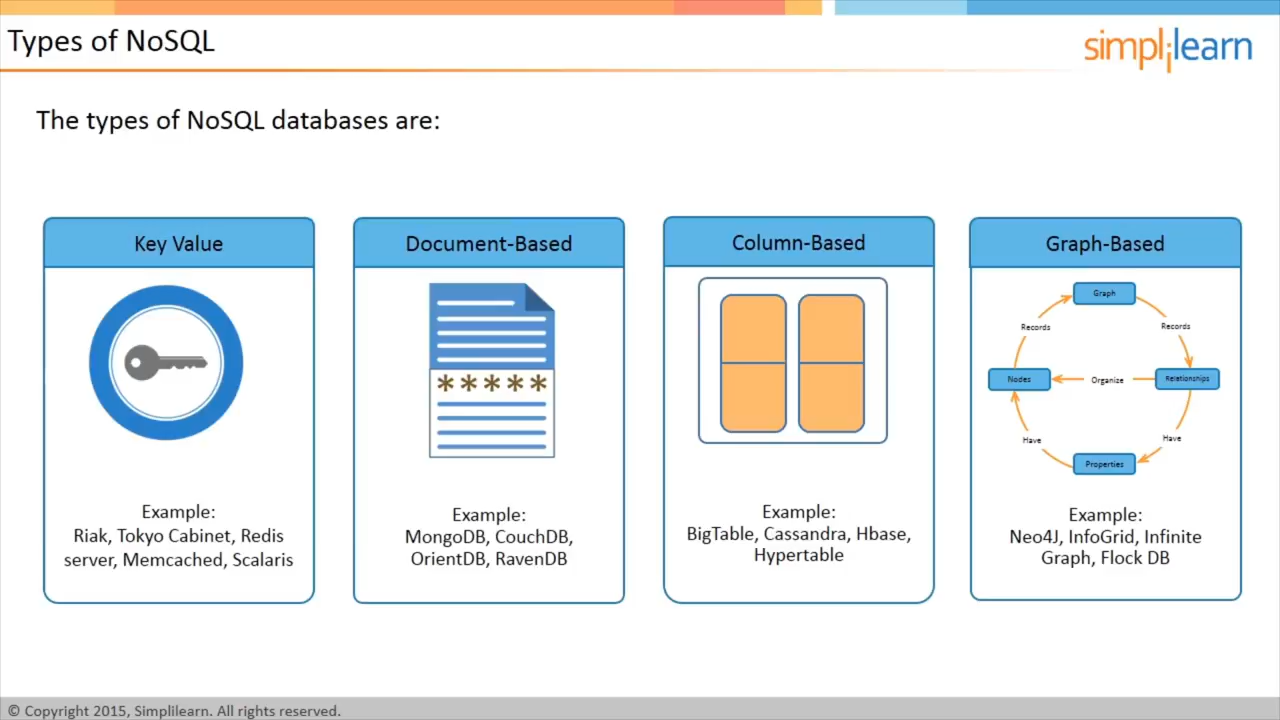 Types of NoSQL
simplilearn
The types of NoSQL databases are:
Key Value
Example:
Riak, Tokyo Cabinet, Redis
server, Memcached, Scalaris
Document-Based
*****
Example:
MongoDB, CouchDB,
OrientDB, RavenDB
Column-Based
Example:
BigTable, Cassandra, Hbase,
Hypertable
Graph-Based
Graph
Records
Records
Nodes
Organize
Relationships
Have
Have
Properties
Example:
Neo4J, InfoGrid, Infinite
Graph, Flock DB
© Copyright 2015, Simplilearn. All rights reserved.